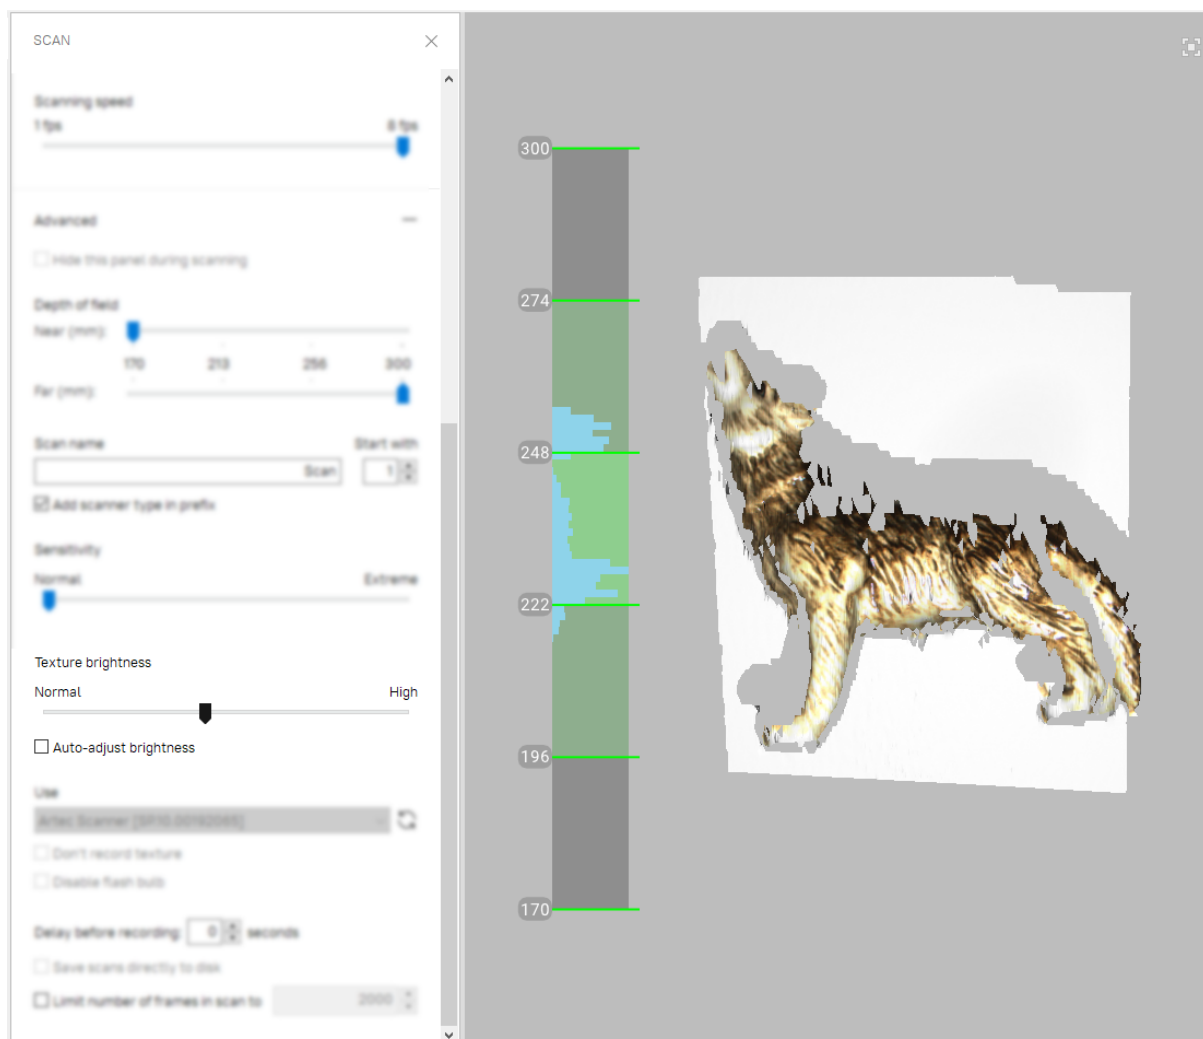 SCAN
Scanning speed
1 fps 8 fps
Advanced
Hide this panel during scanning
Depth of field
Near (mm):
170 213 256 300
Far (mm):
Scan name Start with
Scan 1
Add scanner type in prefix
Sensitivity
Normal Extreme
Texture brightness
Normal High
Auto-adjust brightness
Use
Artec Scanner
Don't record texture
Disable flash bulb
Delay before recording 0 seconds
Save scans directly to disk
Limit number of frames in scan to 2000
300
274
248
222
196
170